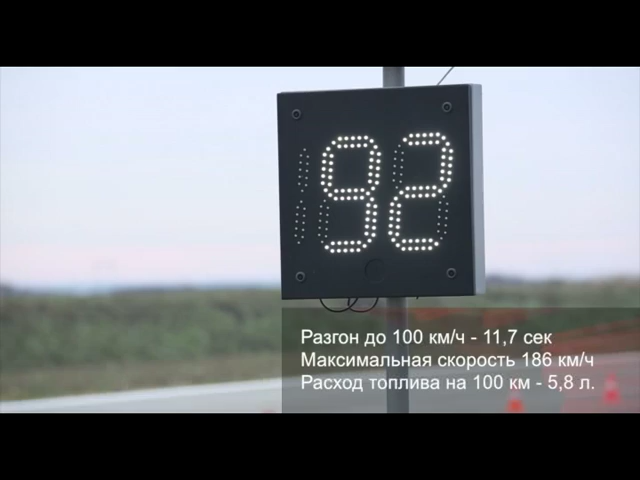 92
Разгон до 100 км/ч - 11,7 сек
Максимальная скорость 186 км/ч
Расход топлива на 100 км - 5,8 л.